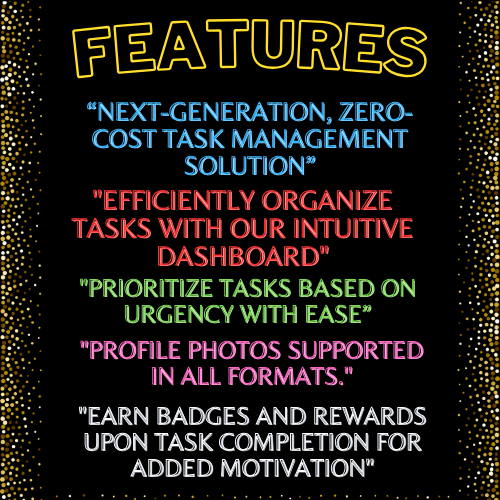 FEATURES
“NEXT-GENERATION, ZERO-
COST TASK MANAGEMENT
SOLUTION”
"EFFICIENTLY ORGANIZE
TASKS WITH OUR INTUITIVE
DASHBOARD"
"PRIORITIZE TASKS BASED ON
URGENCY WITH EASE”
"PROFILE PHOTOS SUPPORTED
IN ALL FORMATS."
"EARN BADGES AND REWARDS
UPON TASK COMPLETION FOR
ADDED MOTIVATION"